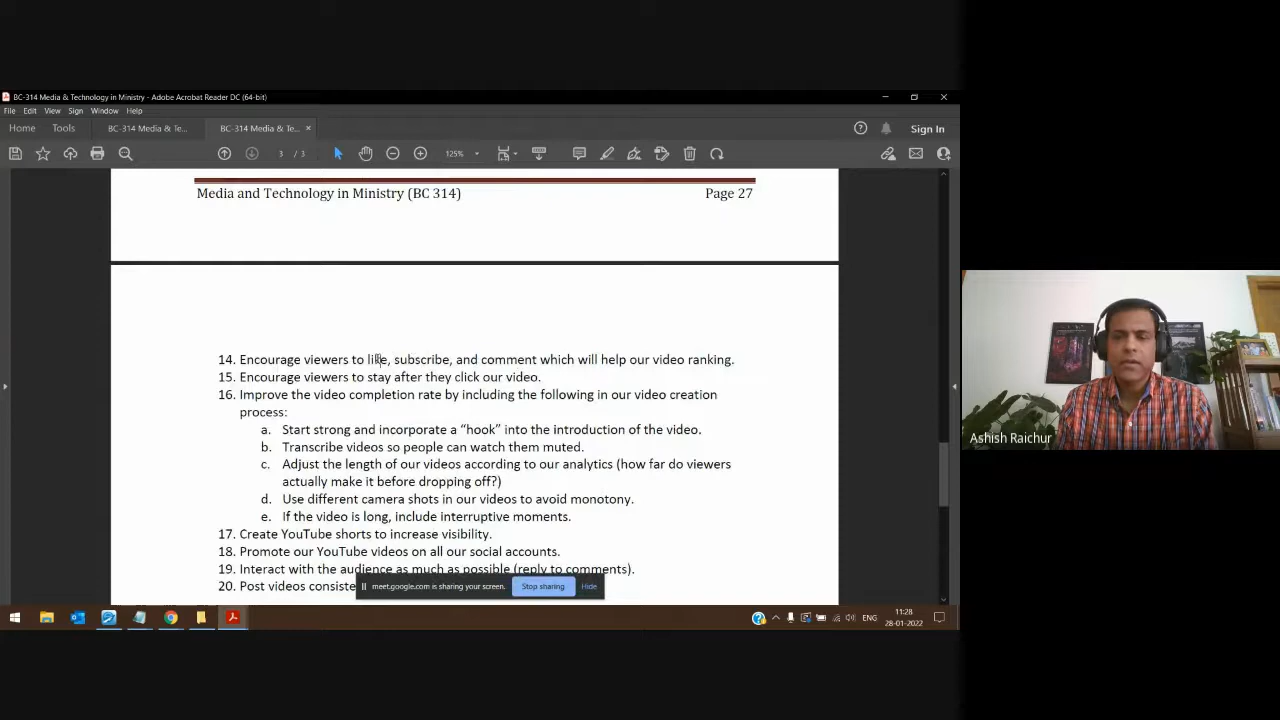 BC-314 Media & Technology in Ministry - Adobe Acrobat Reader DC (64-bit)
File Edit View Sign Window Help
Home Tools BC-314 Media & Te... BC-314 Media & Te... × Sign In
3 / 3 125%
Media and Technology in Ministry (BC 314) Page 27
14. Encourage viewers to like, subscribe, and comment which will help our video ranking.
15. Encourage viewers to stay after they click our video.
16. Improve the video completion rate by including the following in our video creation
process:
a. Start strong and incorporate a “hook” into the introduction of the video.
b. Transcribe videos so people can watch them muted.
c. Adjust the length of our videos according to our analytics (how far do viewers
actually make it before dropping off?)
d. Use different camera shots in our videos to avoid monotony.
e. If the video is long, include interruptive moments.
17. Create YouTube shorts to increase visibility.
18. Promote our YouTube videos on all our social accounts.
19. Interact with the audience as much as possible (reply to comments).
20. Post videos consiste
meet.google.com is sharing your screen. Stop sharing Hide
ENG 11:28
28-01-2022
Ashish Raichur